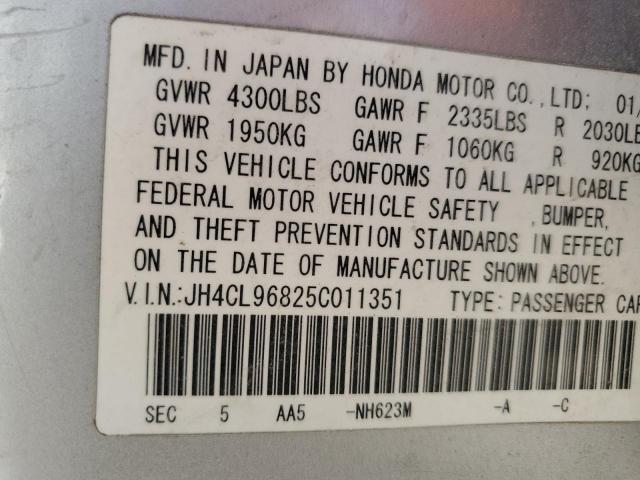 MFD. IN JAPAN BY HONDA MOTOR CO., LTD; 01/
GVWR 4300LBS GAWR F 2335LBS R 2030LB
GVWR 1950KG GAWR F 1060KG R 920KG
THIS VEHICLE CONFORMS TO ALL APPLICABLE
FEDERAL MOTOR VEHICLE SAFETY , BUMPER,
AND THEFT PREVENTION STANDARDS IN EFFECT
ON THE DATE OF MANUFACTURE SHOWN ABOVE.
V.I.N.:JH4CL96825C011351 TYPE:PASSENGER CAR
SEC 5 AA5 -NH623M -A -C